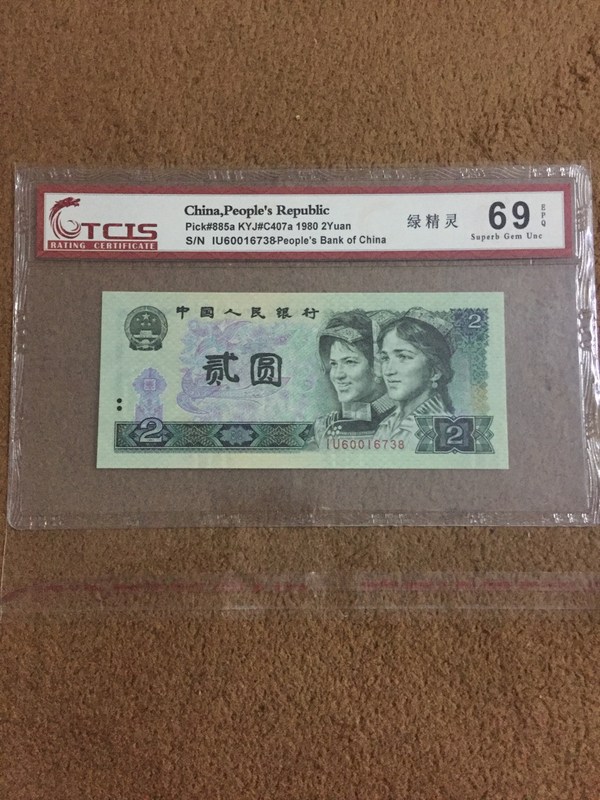 TCIS
RATING CERTIFICATE
China,People's Republic
Pick#885a KYJ#C407a 1980 2Yuan
S/N IU60016738-People's Bank of China
绿精灵
69 EPQ
Superb Gem Unc
中国人民银行
2
贰圆
2
2
IU60016738